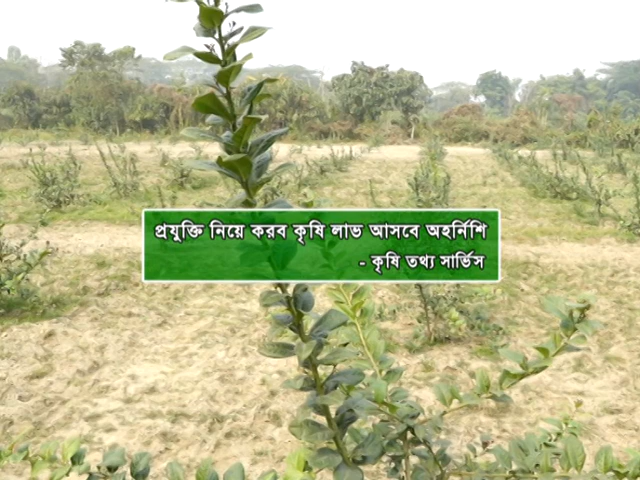 প্রযুক্তি নিয়ে করব কৃষি লাভ আসবে অহর্নিশি
- কৃষি তথ্য সার্ভিস